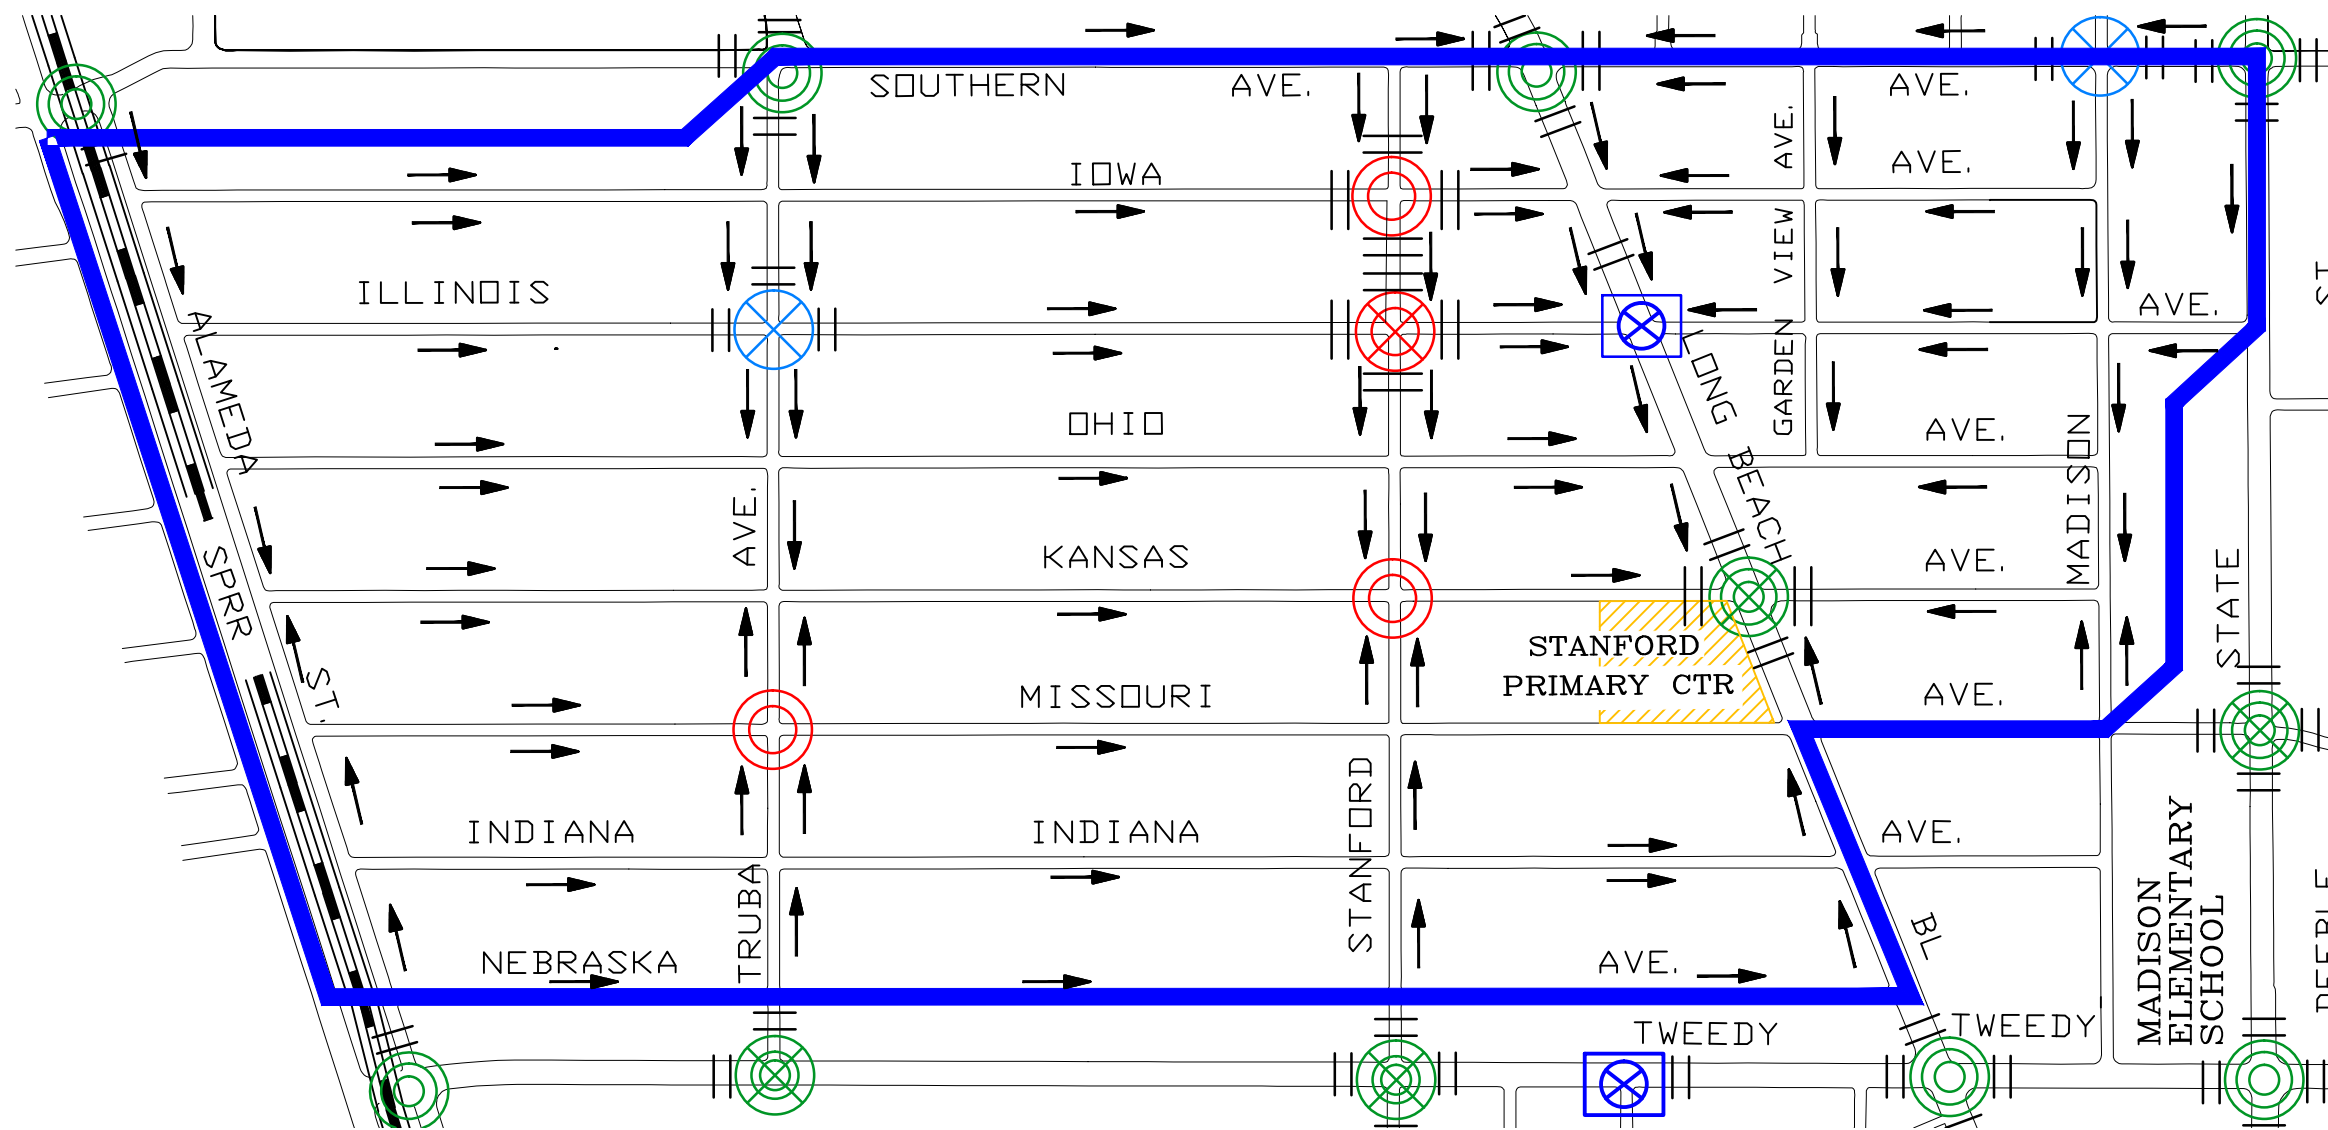 SOUTHERN AVE. AVE.
IOWA AVE.
ILLINOIS AVE.
OHIO AVE.
KANSAS AVE.
STANFORD
PRIMARY CTR
MISSOURI AVE.
INDIANA INDIANA AVE.
NEBRASKA AVE.
TWEEDY TWEEDY
ALAMEDA
ST.
SPRR
TRUBA AVE.
STANFORD
LONG BEACH BL
GARDEN VIEW AVE.
MADISON
STATE ST
MADISON
ELEMENTARY
SCHOOL